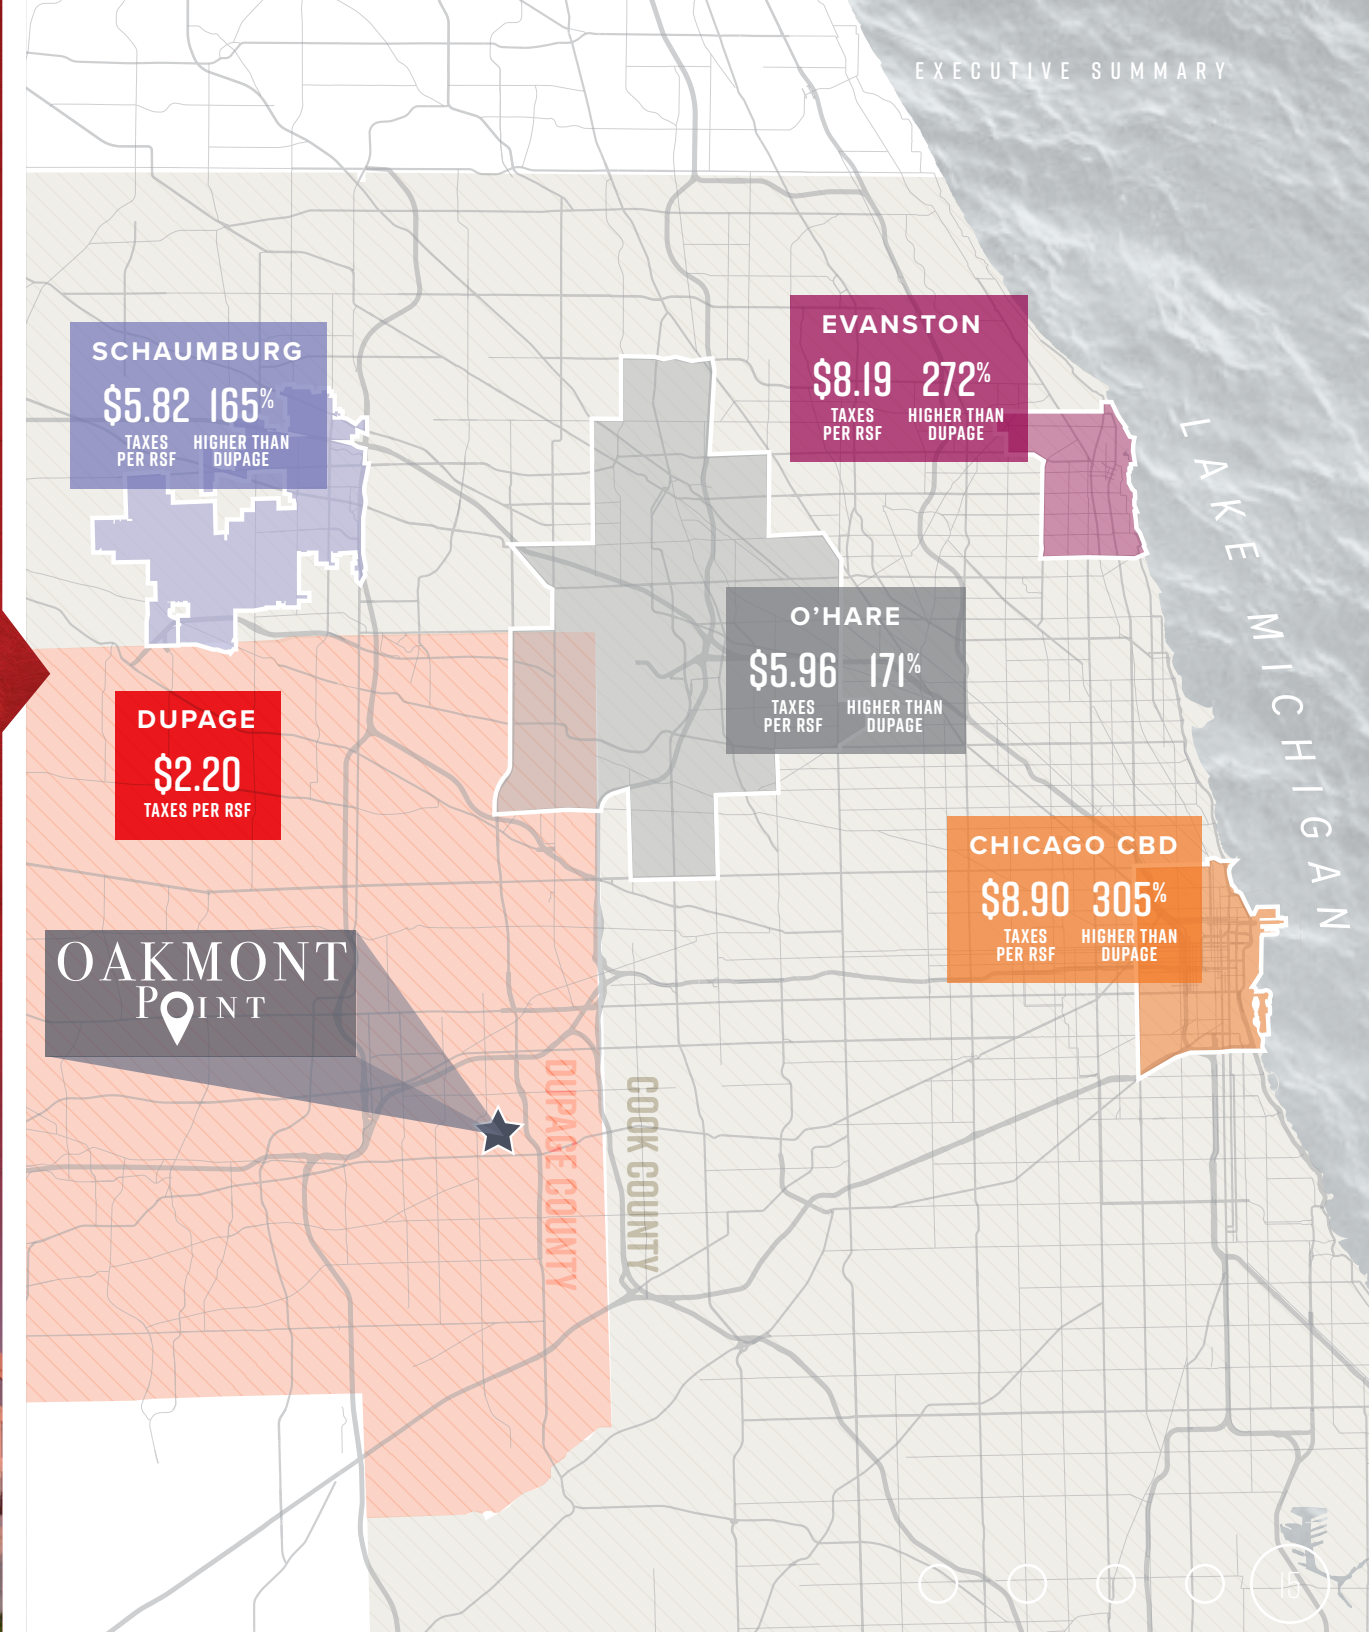 EXECUTIVE SUMMARY
EVANSTON
$8.19 272%
TAXES PER RSF
HIGHER THAN DUPAGE
SCHAUMBURG
$5.82 165%
TAXES PER RSF
HIGHER THAN DUPAGE
LAKE MICHIGAN
O'HARE
$5.96 171%
TAXES PER RSF
HIGHER THAN DUPAGE
DUPAGE
$2.20
TAXES PER RSF
CHICAGO CBD
$8.90 305%
TAXES PER RSF
HIGHER THAN DUPAGE
OAKMONT
POINT
DUPAGE COUNTY
COOK COUNTY
15